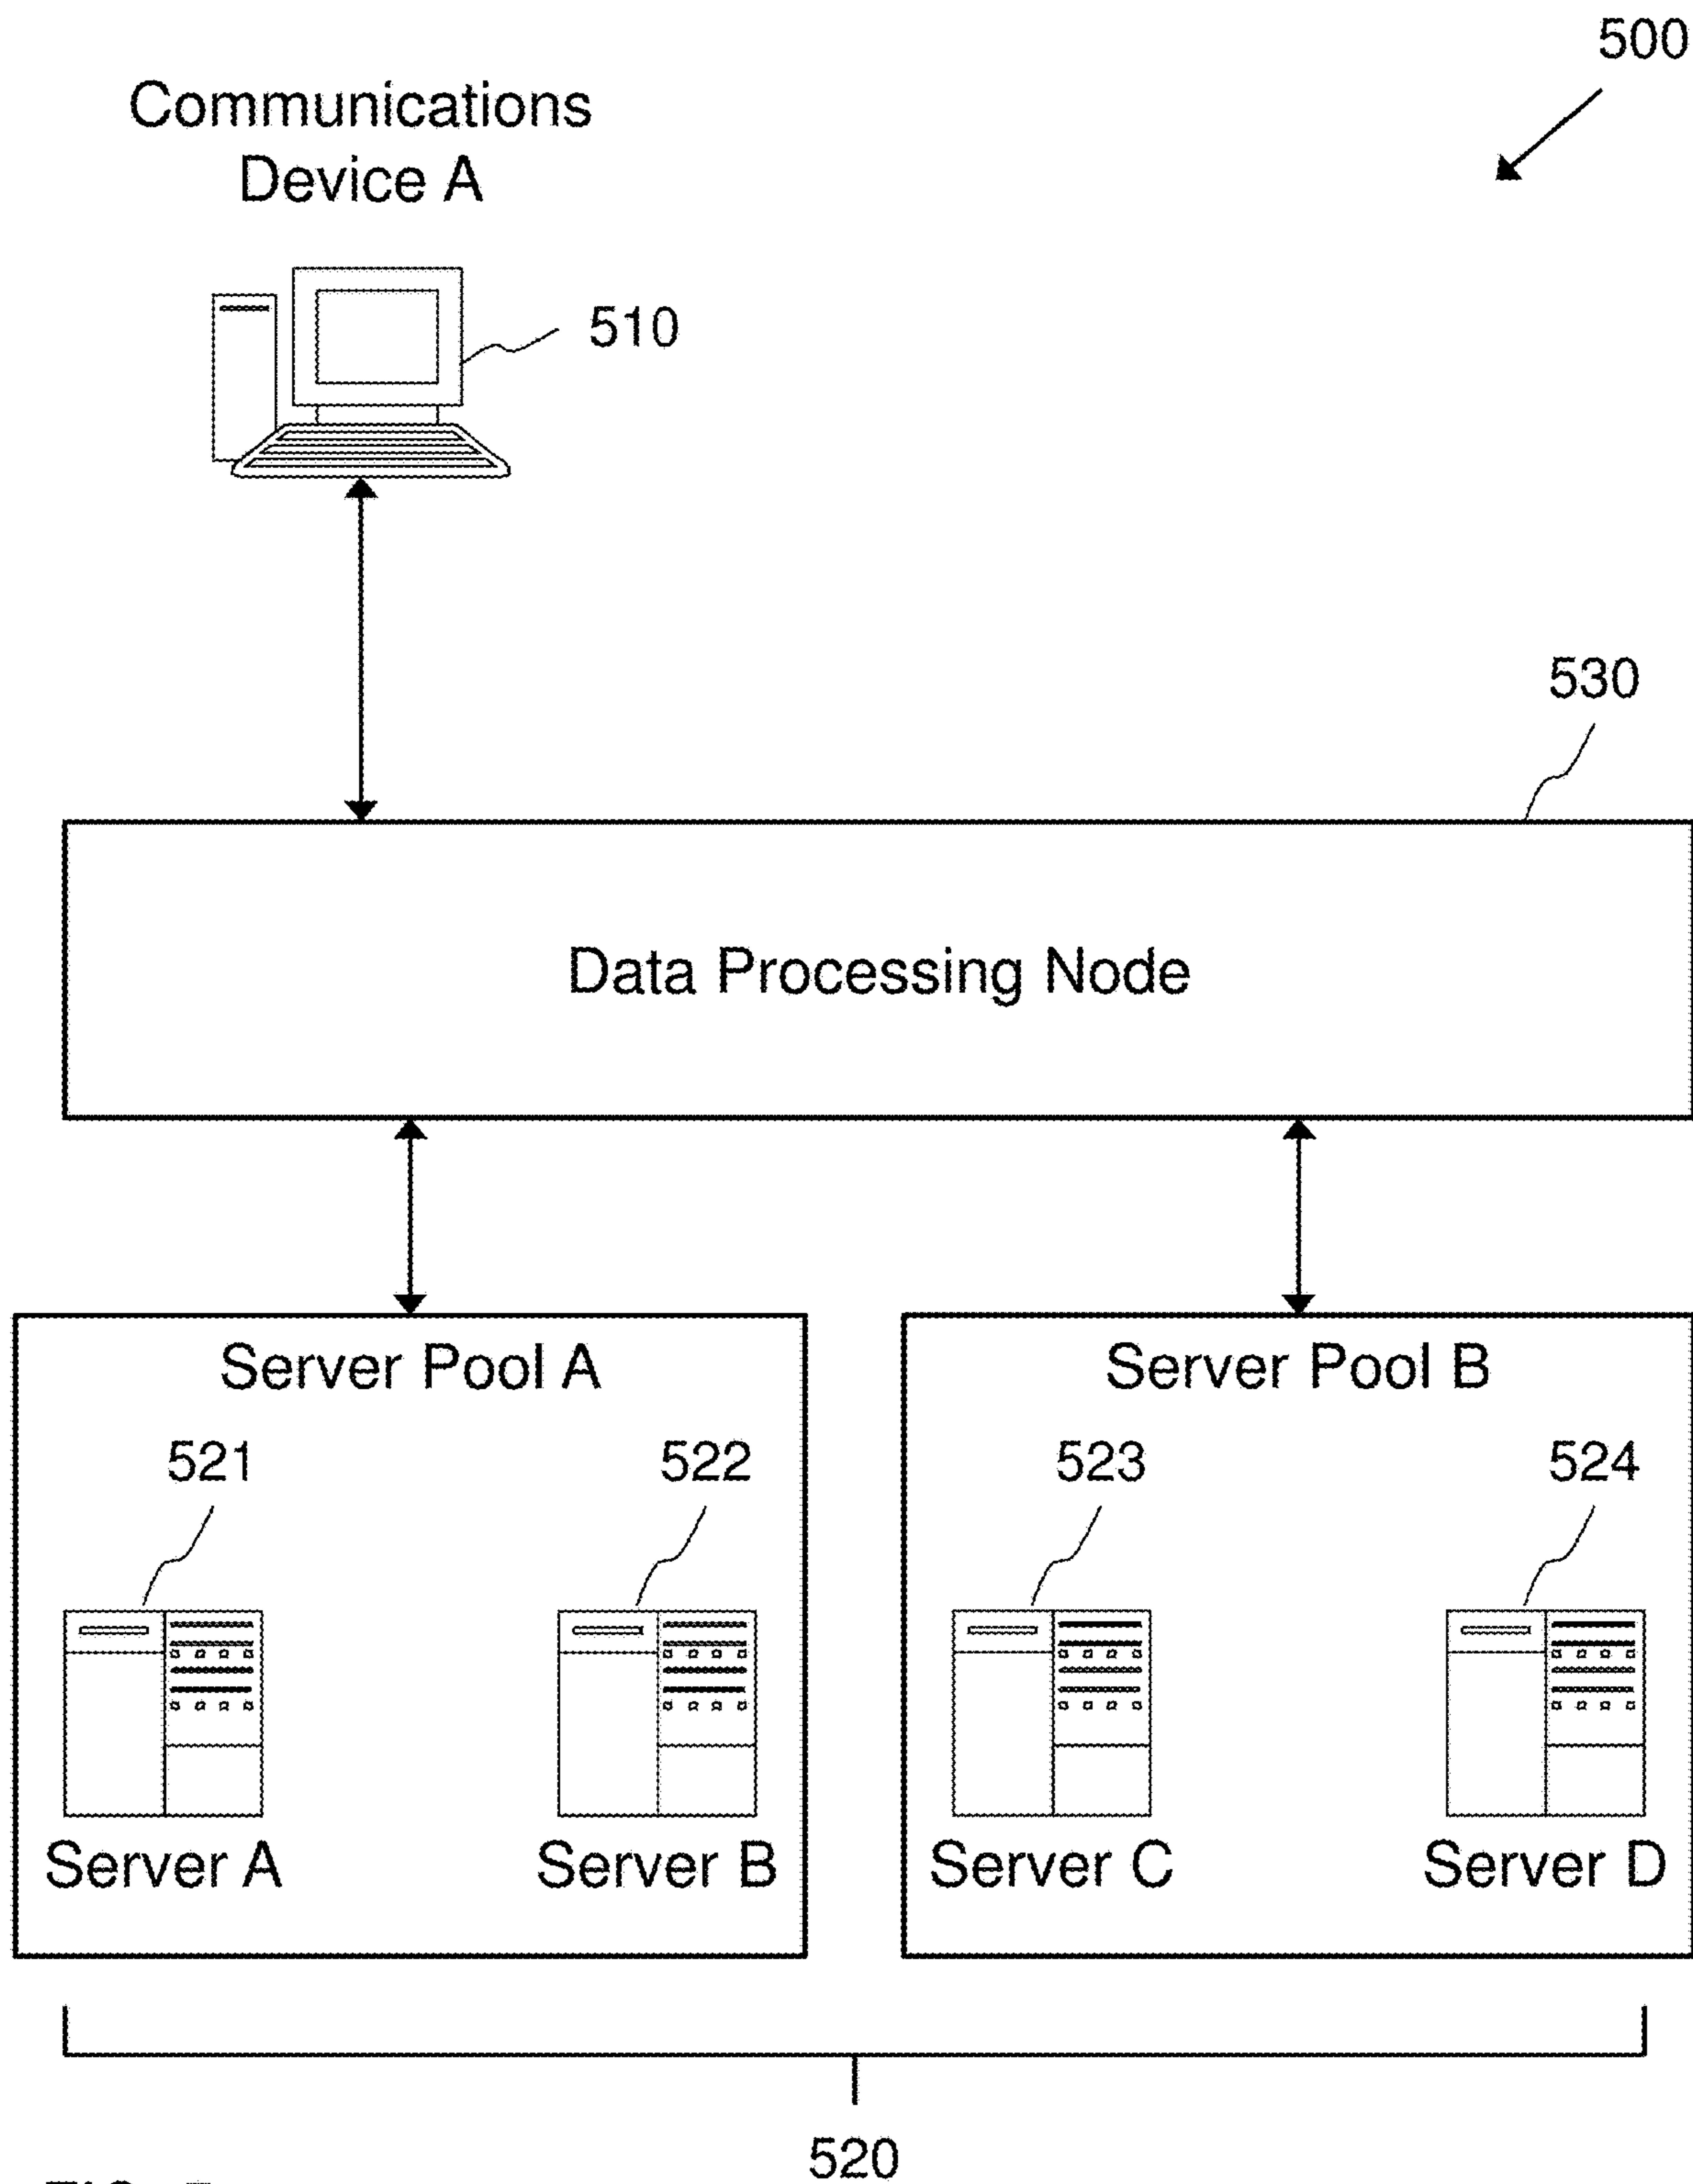 500
Communications
Device A
510
530
Data Processing Node
Server Pool A
Server Pool B
521
522
523
524
Server A
Server B
Server C
Server D
520